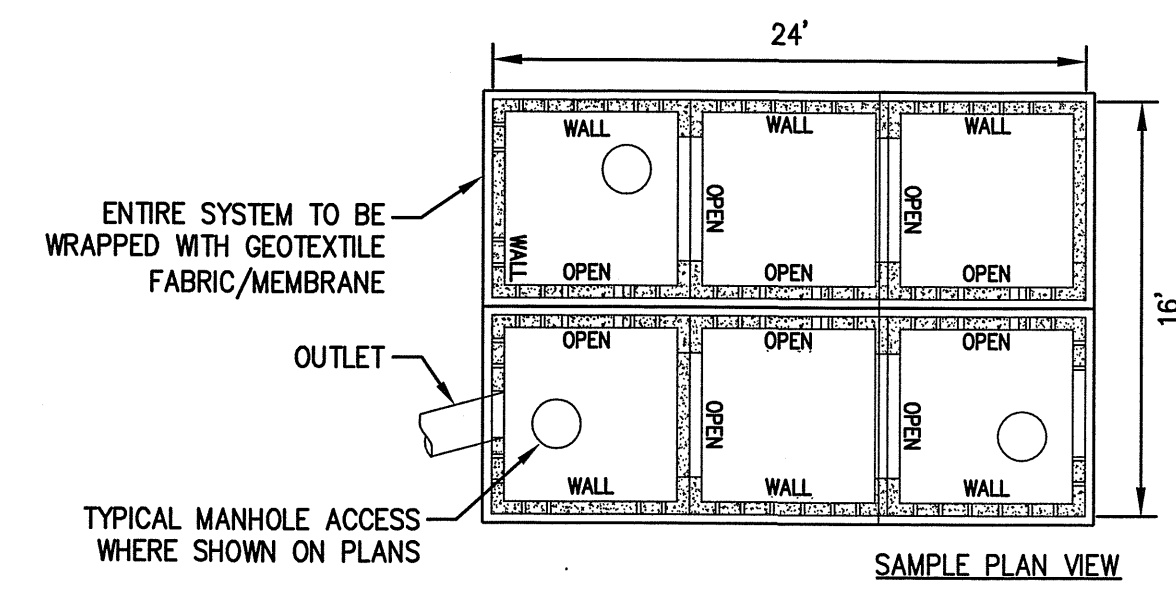 24'
WALL
WALL
WALL
ENTIRE SYSTEM TO BE
WRAPPED WITH GEOTEXTILE
FABRIC/MEMBRANE
OPEN
OPEN
WALL
OPEN
OPEN
OPEN
16'
OUTLET
OPEN
OPEN
OPEN
OPEN
OPEN
WALL
WALL
WALL
TYPICAL MANHOLE ACCESS
WHERE SHOWN ON PLANS
SAMPLE PLAN VIEW